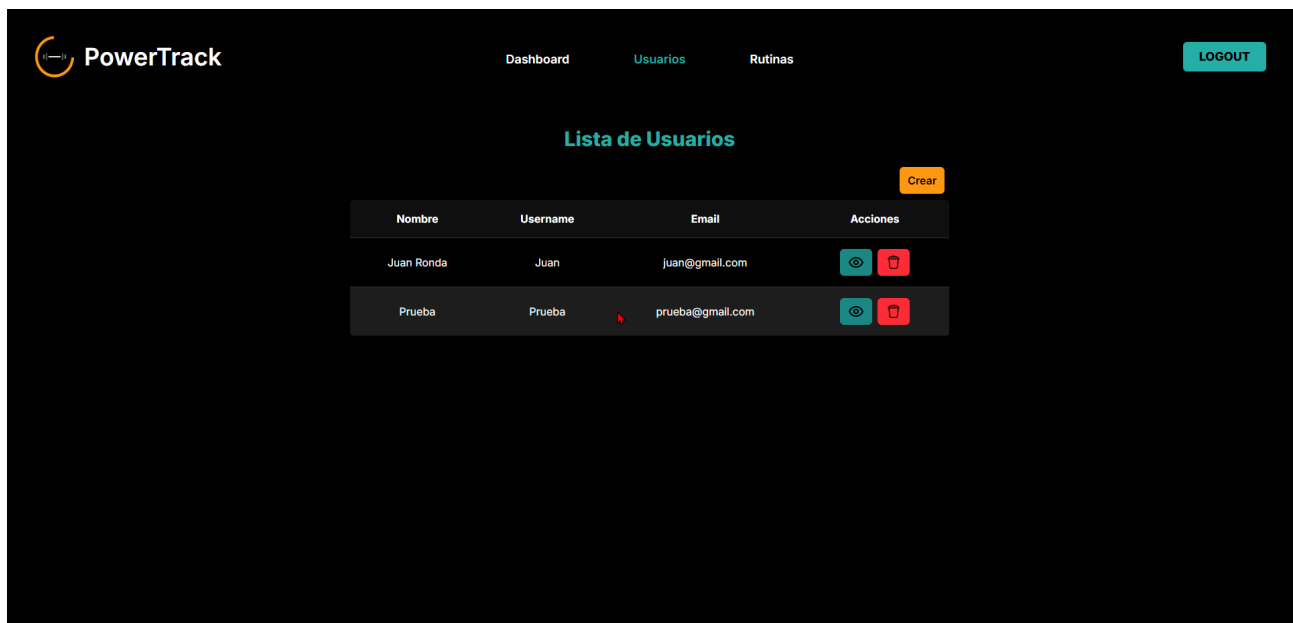 PowerTrack
Dashboard Usuarios Rutinas
LOGOUT
Lista de Usuarios
Crear
Nombre Username Email Acciones
Juan Ronda Juan juan@gmail.com
Prueba Prueba prueba@gmail.com